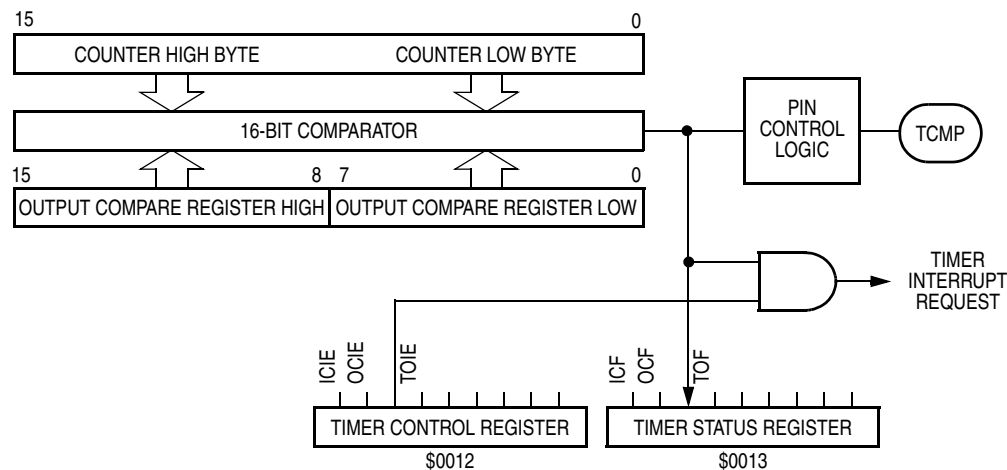 15 0
COUNTER HIGH BYTE COUNTER LOW BYTE
16-BIT COMPARATOR
PIN
CONTROL
LOGIC
TCMP
15 8 7 0
OUTPUT COMPARE REGISTER HIGH OUTPUT COMPARE REGISTER LOW
TIMER
INTERRUPT
REQUEST
ICIE
OCIE
TOIE
ICF
OCF
TOF
TIMER CONTROL REGISTER
TIMER STATUS REGISTER
$0012
$0013